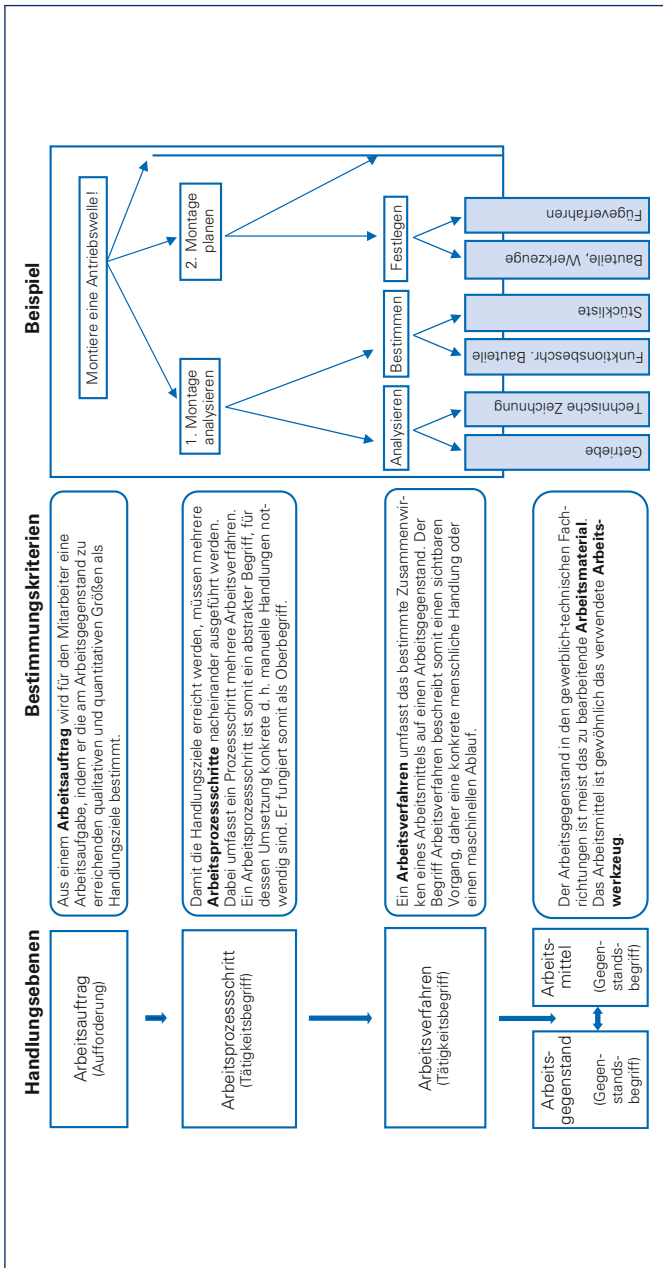 Handlungsebenen
Bestimmungskriterien
Beispiel
Arbeitsauftrag
(Aufforderung)
Aus einem Arbeitsauftrag wird für den Mitarbeiter eine
Arbeitsaufgabe, indem er die am Arbeitsgegenstand zu
erreichenden qualitativen und quantitativen Größen als
Handlungsziele bestimmt.
Montiere eine Antriebswelle!
Arbeitsprozessschritt
(Tätigkeitsbegriff)
Damit die Handlungsziele erreicht werden, müssen mehrere
Arbeitsprozessschritte nacheinander ausgeführt werden.
Dabei umfasst ein Prozessschritt mehrere Arbeitsverfahren.
Ein Arbeitsprozessschritt ist somit ein abstrakter Begriff, für
dessen Umsetzung konkrete d. h. manuelle Handlungen not-
wendig sind. Er fungiert somit als Oberbegriff.
1. Montage
analysieren
2. Montage
planen
Arbeitsverfahren
(Tätigkeitsbegriff)
Ein Arbeitsverfahren umfasst das bestimmte Zusammenwir-
ken eines Arbeitsmittels auf einen Arbeitsgegenstand. Der
Begriff Arbeitsverfahren beschreibt somit einen sichtbaren
Vorgang, daher eine konkrete menschliche Handlung oder
einen maschinellen Ablauf.
Analysieren
Bestimmen
Festlegen
Arbeits-
gegenstand
(Gegen-
stands-
begriff)
Arbeits-
mittel
(Gegen-
stands-
begriff)
Der Arbeitsgegenstand in den gewerblich-technischen Fach-
richtungen ist meist das zu bearbeitende Arbeitsmaterial.
Das Arbeitsmittel ist gewöhnlich das verwendete Arbeits-
werkzeug.
Getriebe
Technische Zeichnung
Funktionsbeschr. Bauteile
Stückliste
Bauteile, Werkzeuge
Fügeverfahren